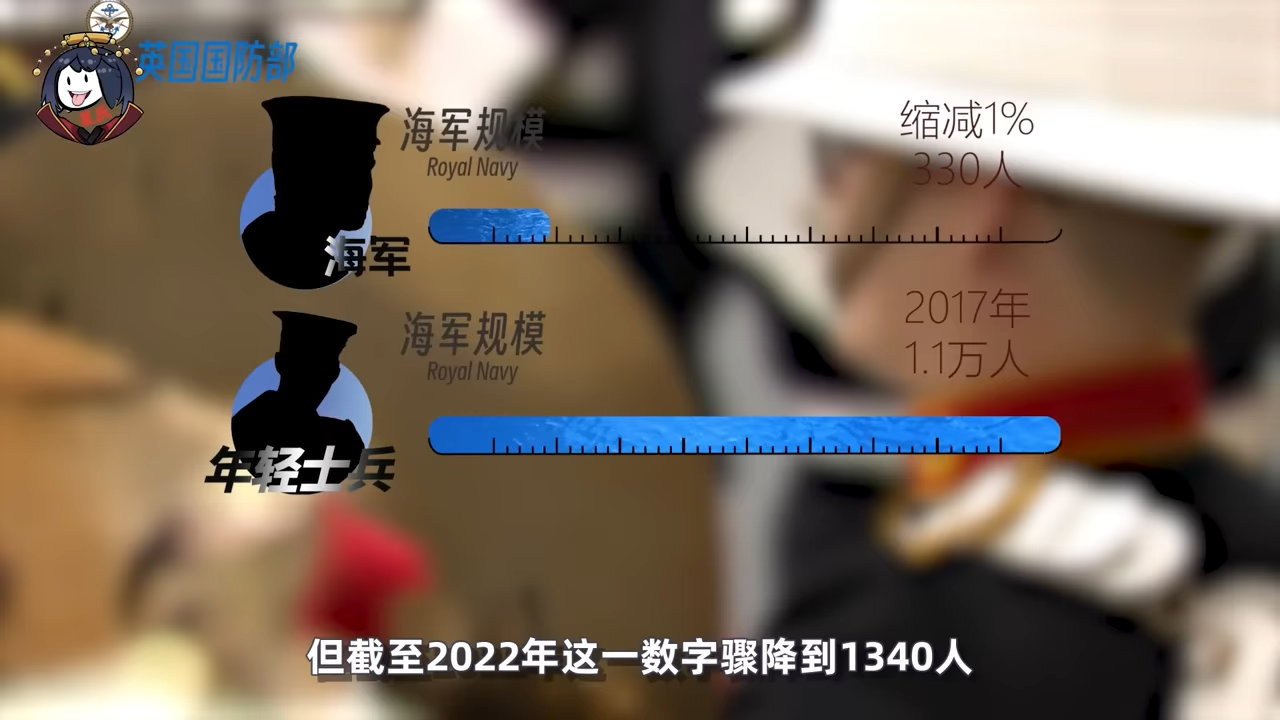 英国国防部
海军规模
Royal Navy
缩减1%
330人
海军
海军规模
Royal Navy
2017年
1.1万人
年轻士兵
但截至2022年这一数字骤降到1340人